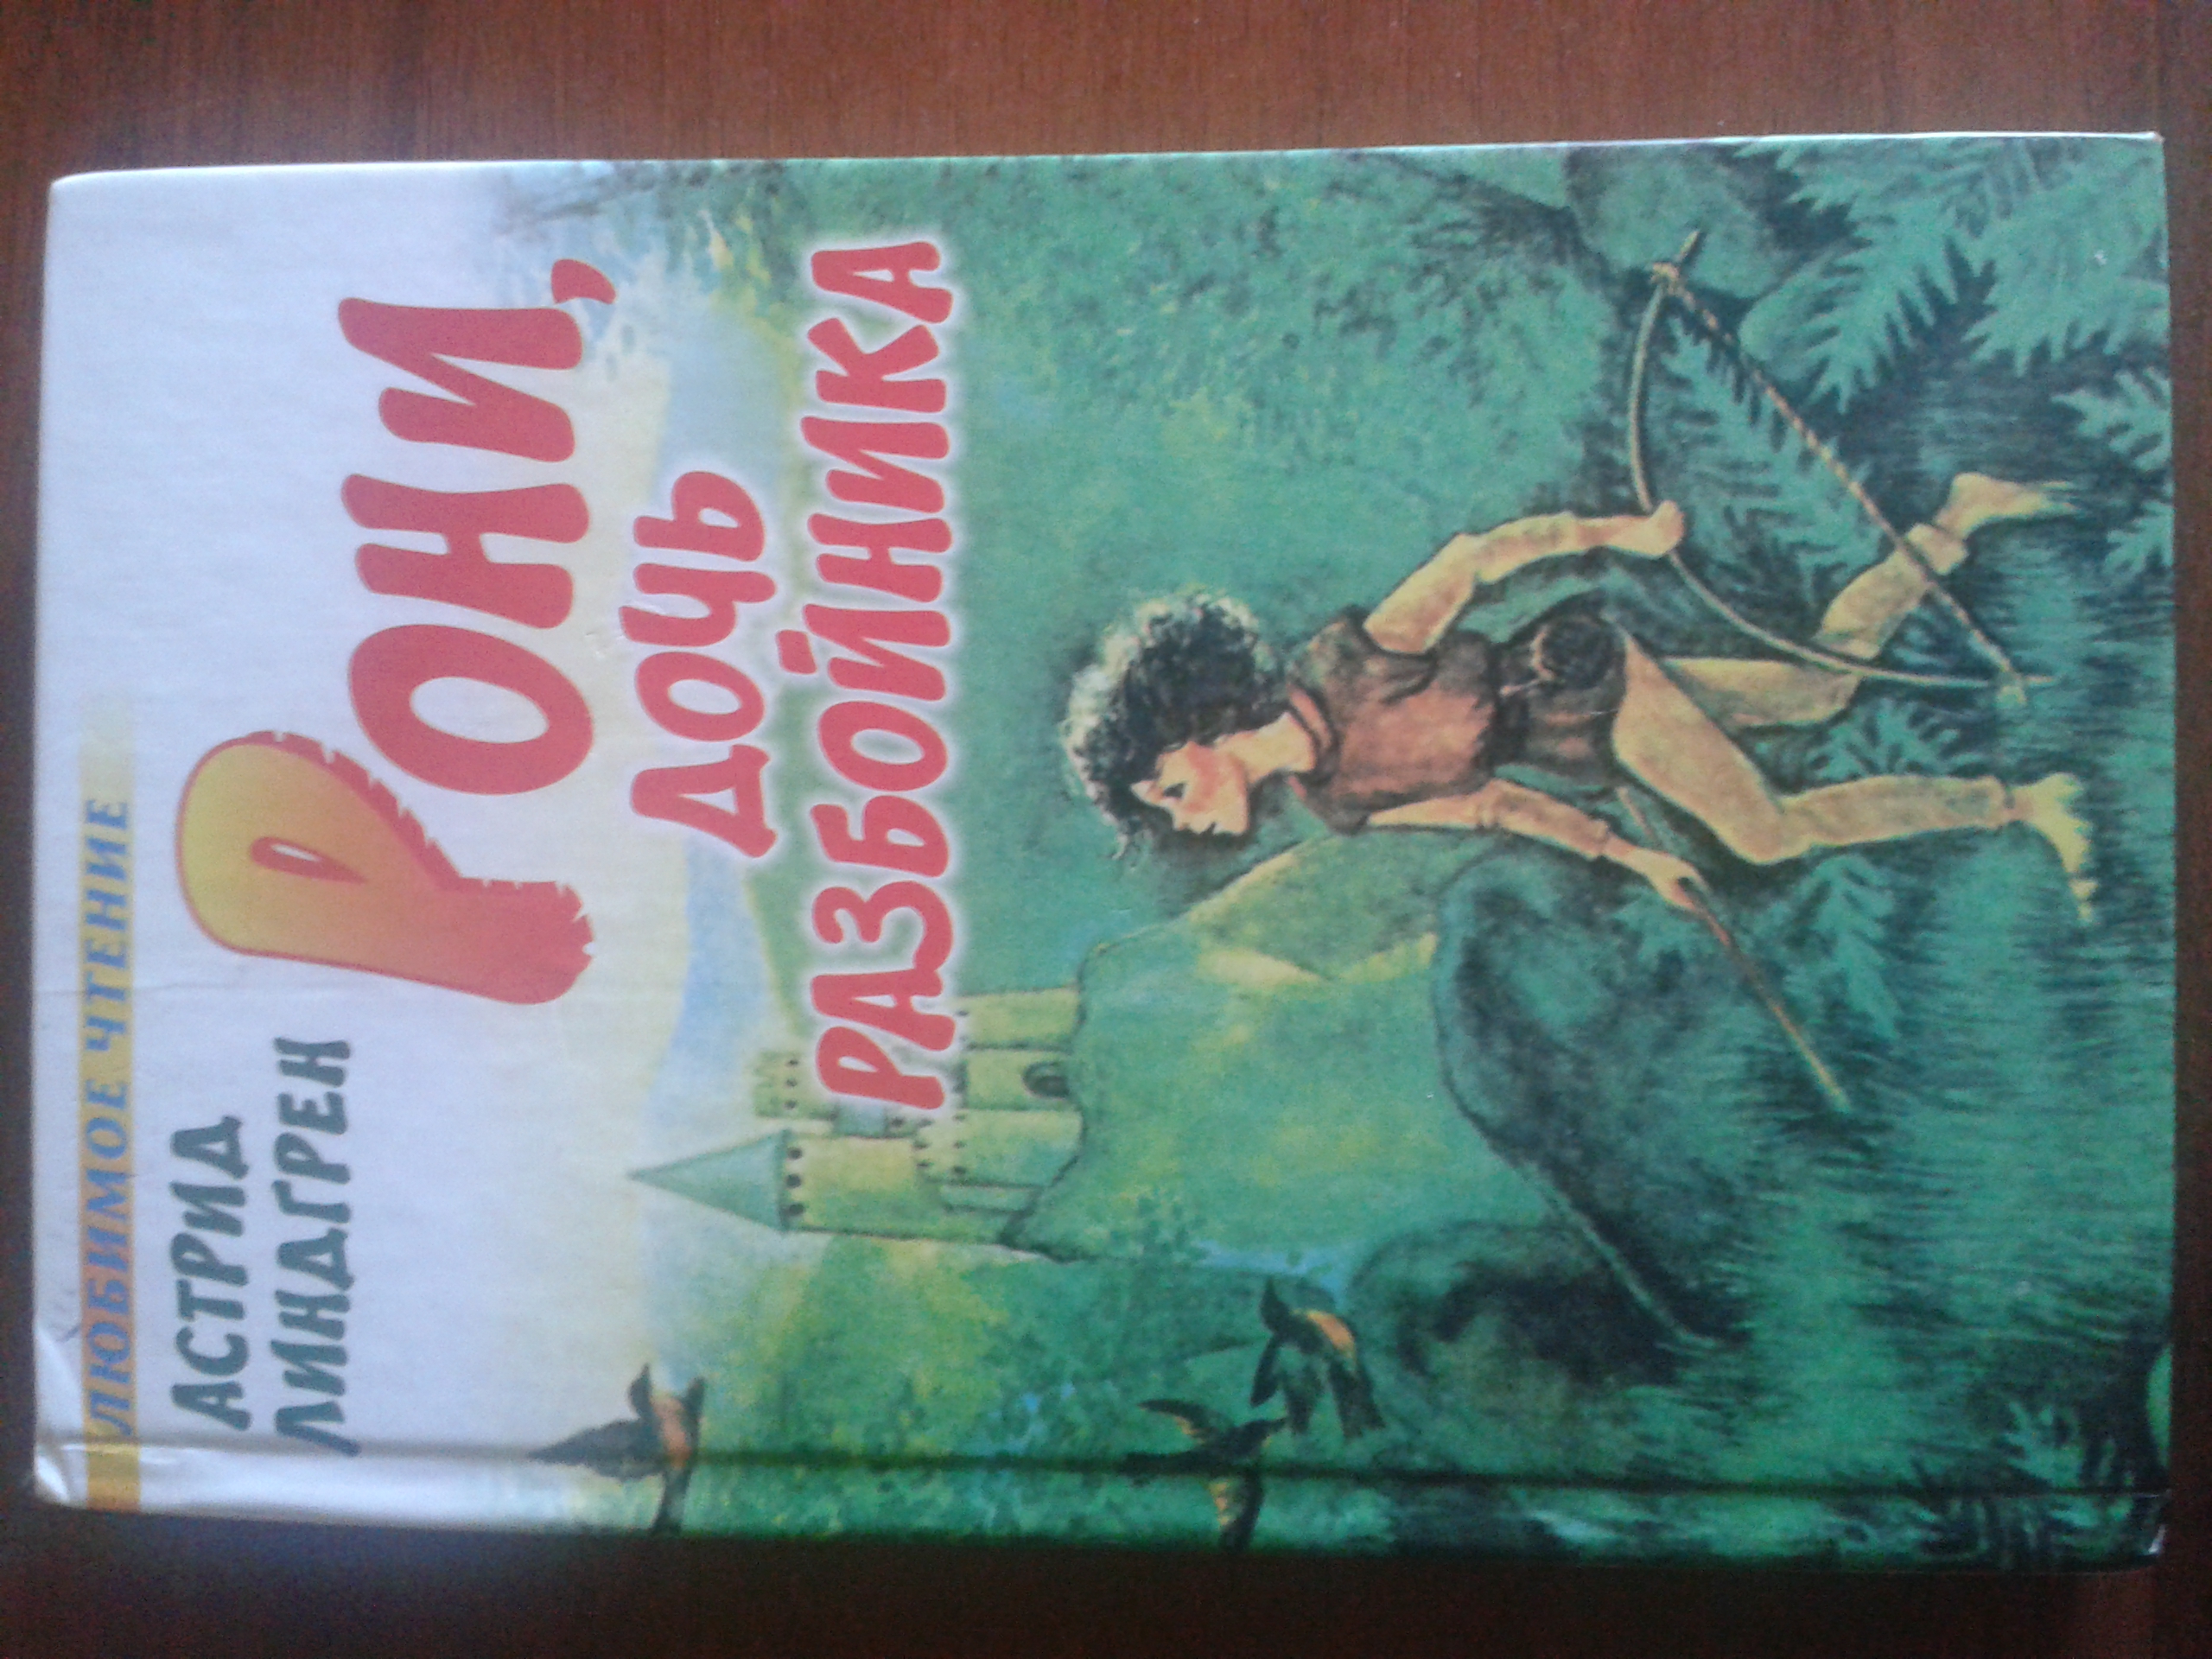 ЛЮБИМОЕ ЧТЕНИЕ
АСТРИД
ЛИНДГРЕН
РОНИ,
ДОЧЬ
РАЗБОЙНИКА